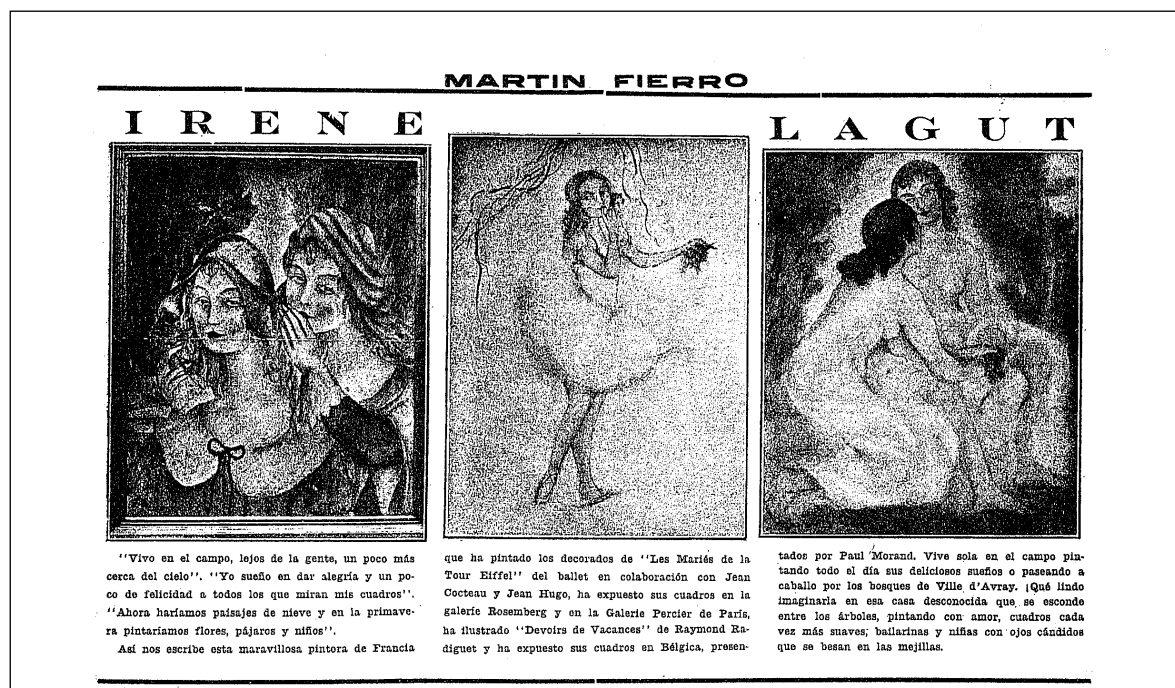 MARTIN FIERRO
IRENE LAGUT
"Vivo en el campo, lejos de la gente, un poco más
cerca del cielo". "Yo sueño en dar alegría y un po-
co de felicidad a todos los que miran mis cuadros".
"Ahora haríamos paisajes de nieve y en la primave-
ra pintaríamos flores, pájaros y niños".
Así nos escribe esta maravillosa pintora de Francia
que ha pintado los decorados de "Les Mariés de la
Tour Eiffel" del ballet en colaboración con Jean
Cocteau y Jean Hugo, ha expuesto sus cuadros en la
galerie Rosemberg y en la Galerie Percier de París,
ha ilustrado "Devoirs de Vacances" de Raymond Ra-
diguet y ha expuesto sus cuadros en Bélgica, presen-
tados por Paul Morand. Vive sola en el campo pin-
tando todo el día sus deliciosos sueños o paseando a
caballo por los bosques de Ville d'Avray. ¡Qué lindo
imaginarla en esa casa desconocida que se esconde
entre los árboles, pintando con amor, cuadros cada
vez más suaves; bailarinas y niñas con ojos cándidos
que se besan en las mejillas.